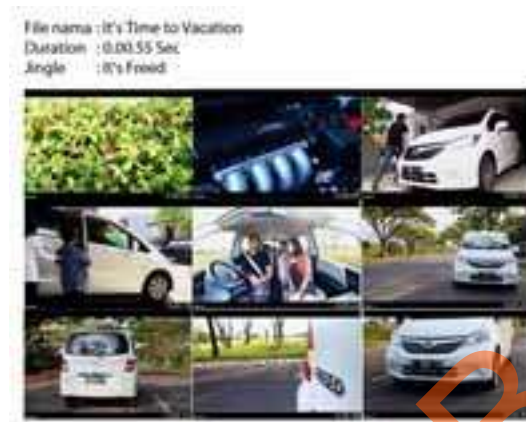 File nama : It's Time to Vacation
Duration : 0.00.55 Sec
Jingle : It's Freed